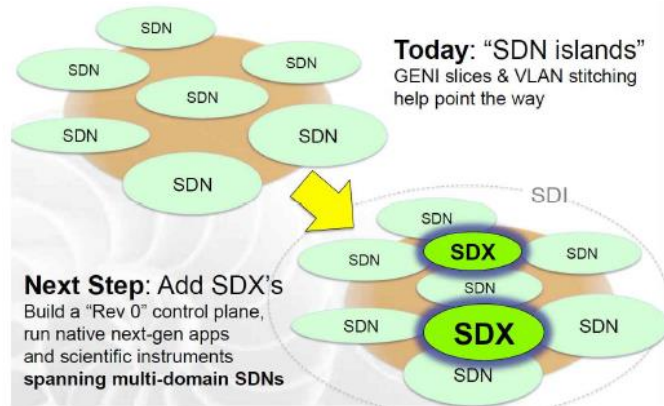 SDN
SDN
SDN
SDN
SDN
SDN
SDN
Today: “SDN islands”
GENI slices & VLAN stitching
help point the way
Next Step: Add SDX's
Build a “Rev 0” control plane,
run native next-gen apps
and scientific instruments
spanning multi-domain SDNs
SDI
SDN
SDX
SDN
SDN
SDN
SDN
SDX
SDN
SDN